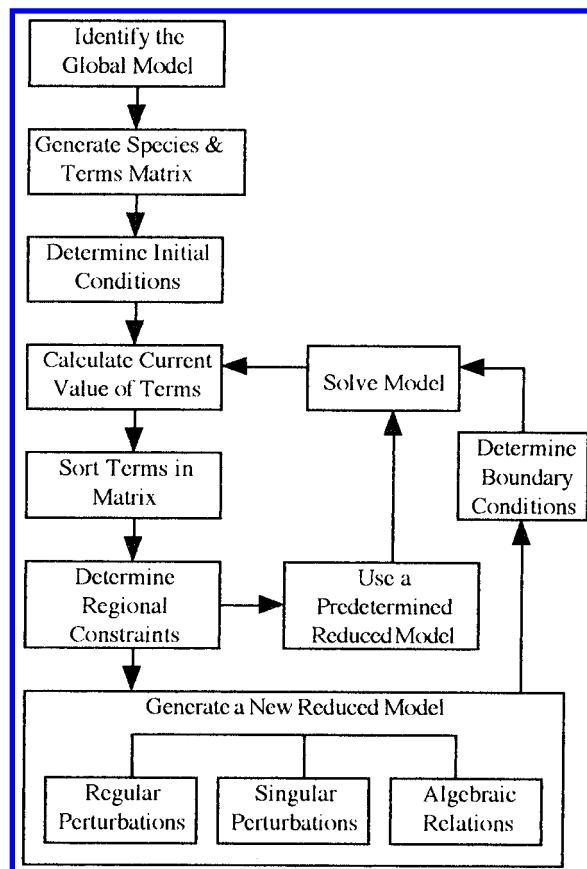 Identify the
Global Model
Generate Species &
Terms Matrix
Determine Initial
Conditions
Calculate Current
Value of Terms
Solve Model
Sort Terms in
Matrix
Determine
Boundary
Conditions
Determine
Regional
Constraints
Use a
Predetermined
Reduced Model
Generate a New Reduced Model
Regular
Perturbations
Singular
Perturbations
Algebraic
Relations